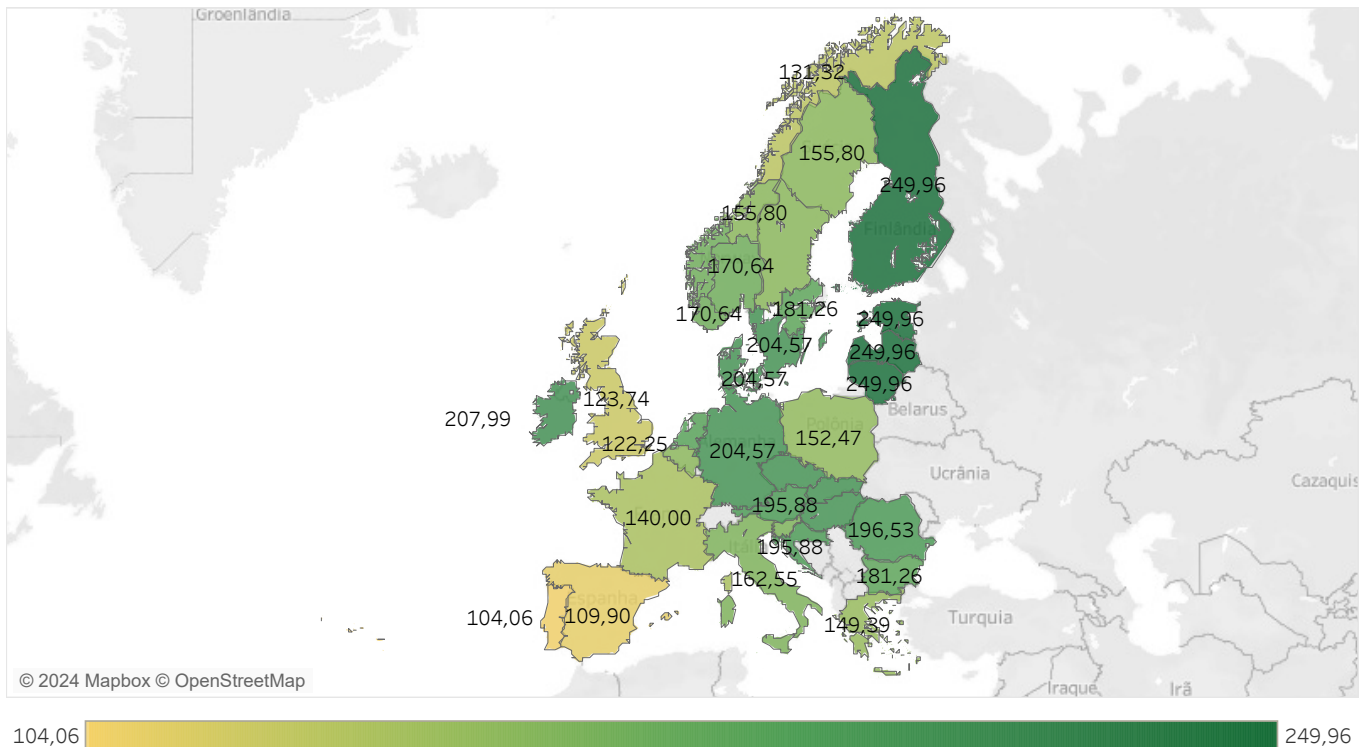 Groenlândia
131,32
155,80
249,96
155,80
Finlândia
170,64
170,64
181,26
249,96
204,57
249,96
204,57
249,96
Belarus
123,74
207,99
Polônia
152,47
122,25
204,57
Ucrânia
Cazaquis
195,88
196,53
140,00
195,88
162,55
181,26
Espanha
104,06
109,90
149,39
Turquia
© 2024 Mapbox © OpenStreetMap
Iraque
Irã
104,06
249,96